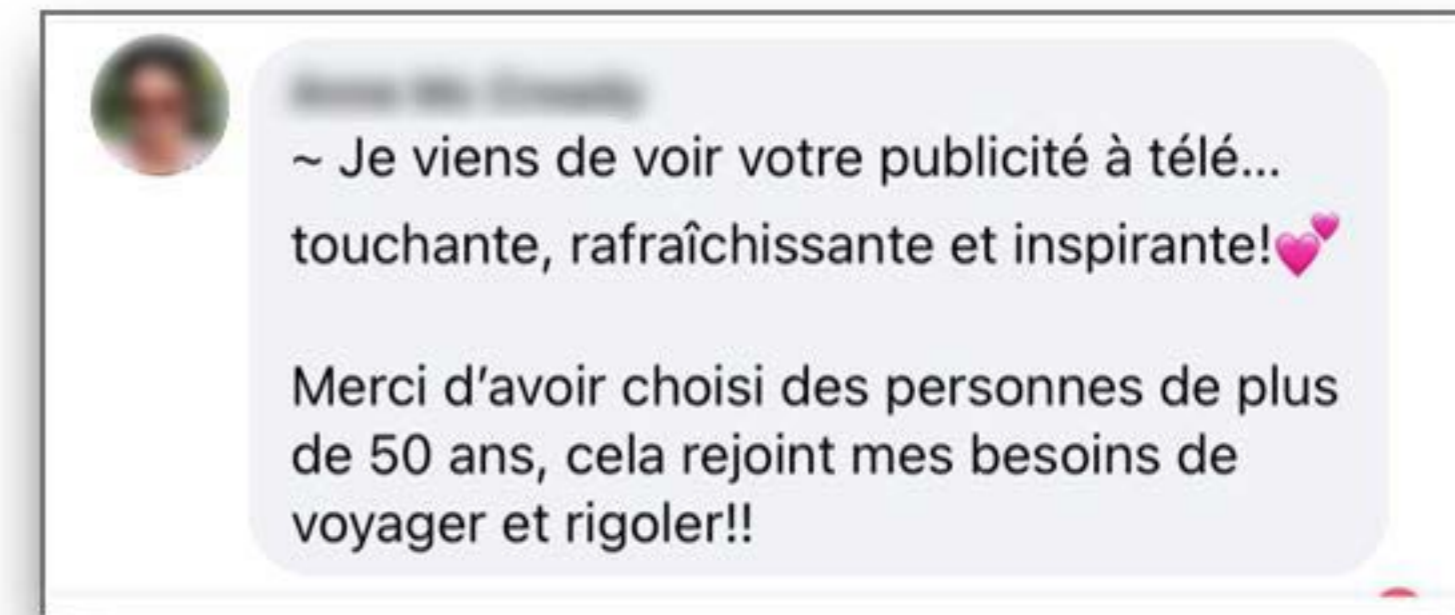 ~ Je viens de voir votre publicité à télé...
touchante, rafraîchissante et inspirante!💕
Merci d’avoir choisi des personnes de plus
de 50 ans, cela rejoint mes besoins de
voyager et rigoler!!